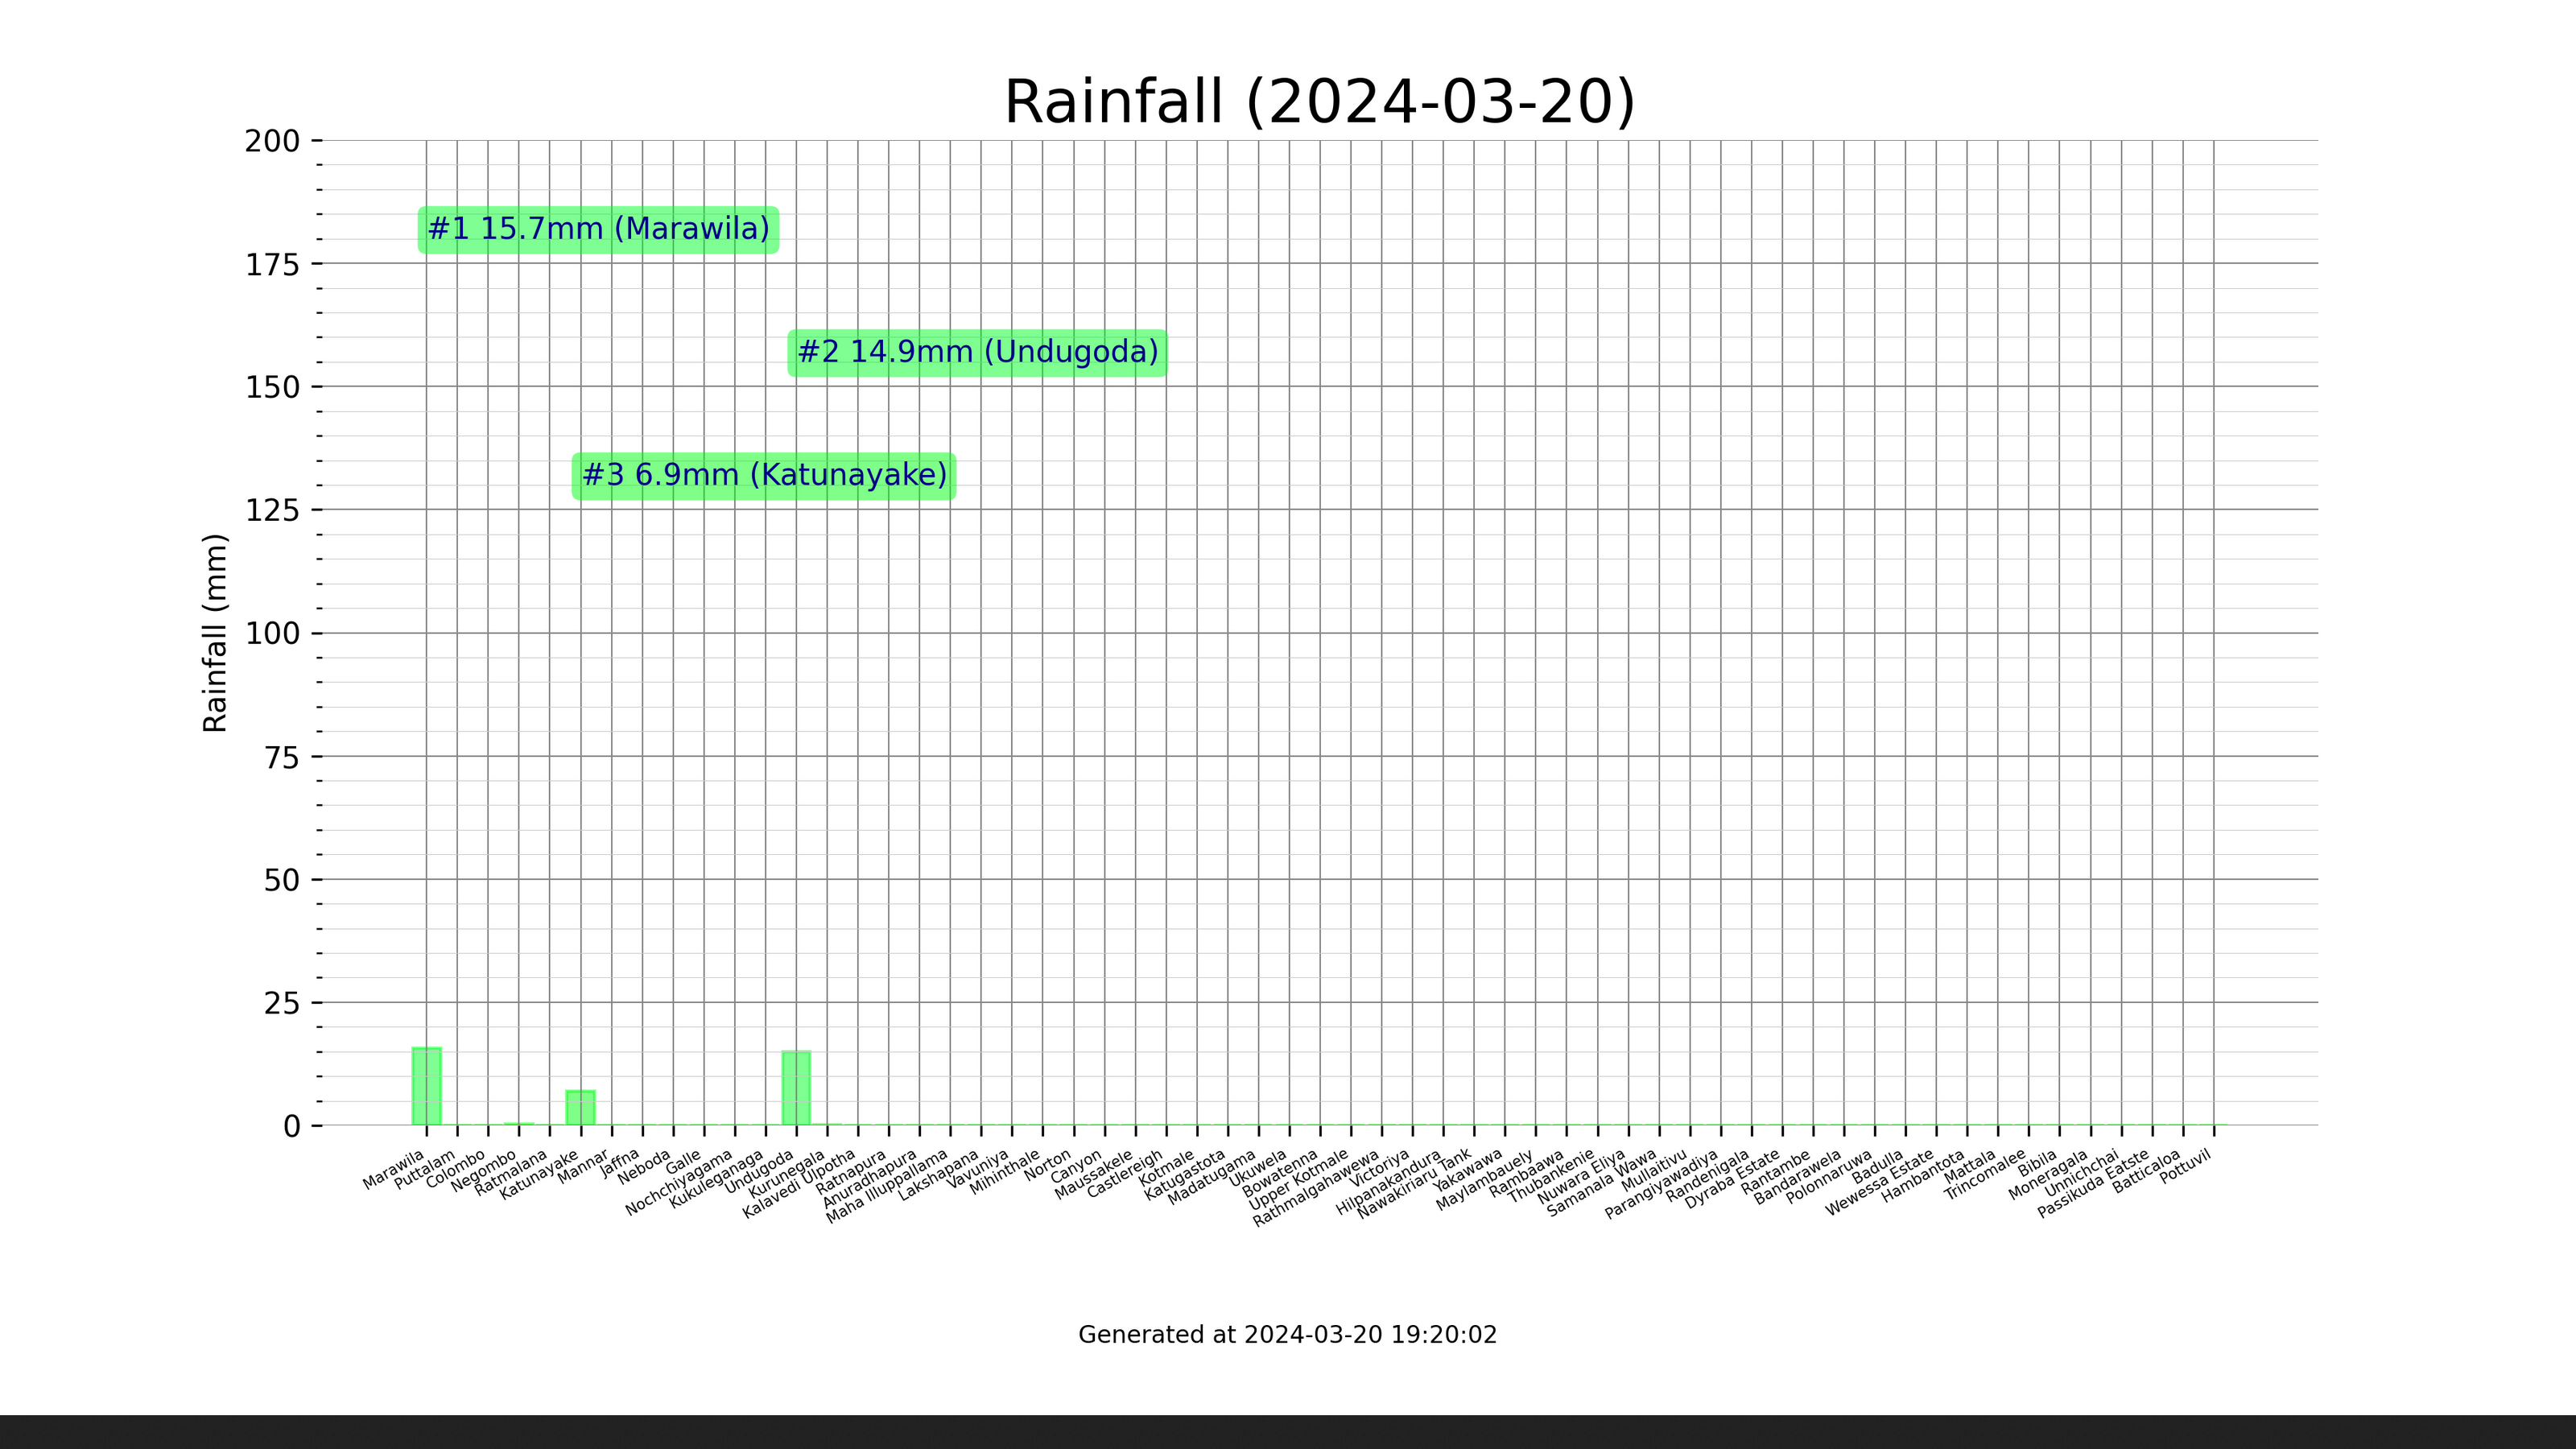 Rainfall (2024-03-20)
200
175
150
125
100
75
50
25
0
Rainfall (mm)
#1 15.7mm (Marawila)
#2 14.9mm (Undugoda)
#3 6.9mm (Katunayake)
Marawila
Puttalam
Colombo
Negombo
Ratmalana
Katunayake
Mannar
Jaffna
Neboda
Galle
Nochchiyagama
Kukuleganaga
Undugoda
Kurunegala
Kalavedi Ulpotha
Ratnapura
Anuradhapura
Maha Illuppallama
Lakshapana
Vavuniya
Mihinthale
Norton
Canyon
Maussakele
Castlereigh
Kotmale
Katugastota
Madatugama
Ukuwela
Bowatenna
Upper Kotmale
Rathmalgahawewa
Victoriya
Hilpanakandura
Nawakiriaru Tank
Yakawawa
Maylambauely
Rambaawa
Thubankenie
Nuwara Eliya
Samanala Wawa
Mullaitivu
Parangiyawadiya
Randenigala
Dyraba Estate
Rantambe
Bandarawela
Polonnaruwa
Badulla
Wewessa Estate
Hambantota
Mattala
Trincomalee
Bibila
Moneragala
Unnichchai
Passikuda Eatste
Batticaloa
Pottuvil
Generated at 2024-03-20 19:20:02